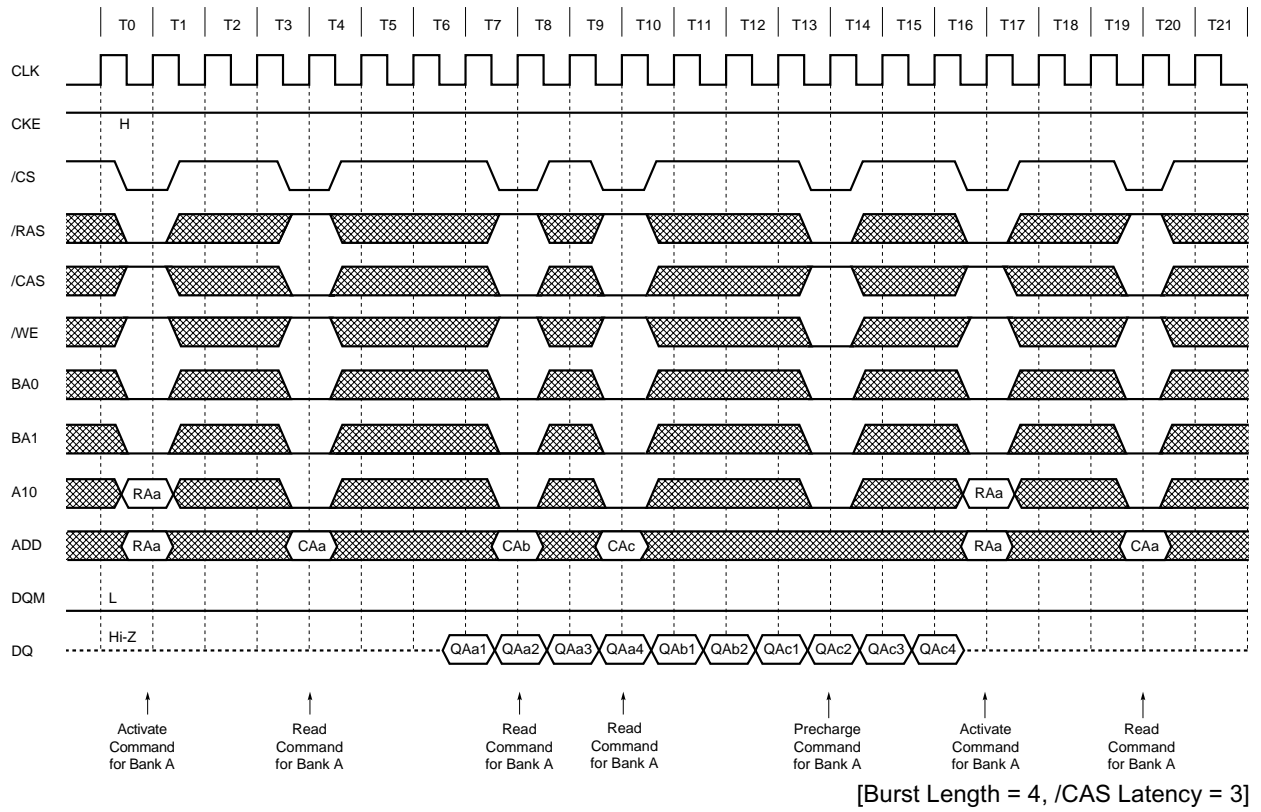 T0 T1 T2 T3 T4 T5 T6 T7 T8 T9 T10 T11 T12 T13 T14 T15 T16 T17 T18 T19 T20 T21
CLK
CKE H
/CS
/RAS
/CAS
/WE
BA0
BA1
A10 RAa RAa
ADD RAa CAa CAb CAc RAa CAa
DQM L
DQ Hi-Z QAa1 QAa2 QAa3 QAa4 QAb1 QAb2 QAc1 QAc2 QAc3 QAc4
Activate Read Read Read Precharge Activate Read
Command Command Command Command Command Command Command
for Bank A for Bank A for Bank A for Bank A for Bank A for Bank A for Bank A
[Burst Length = 4, /CAS Latency = 3]